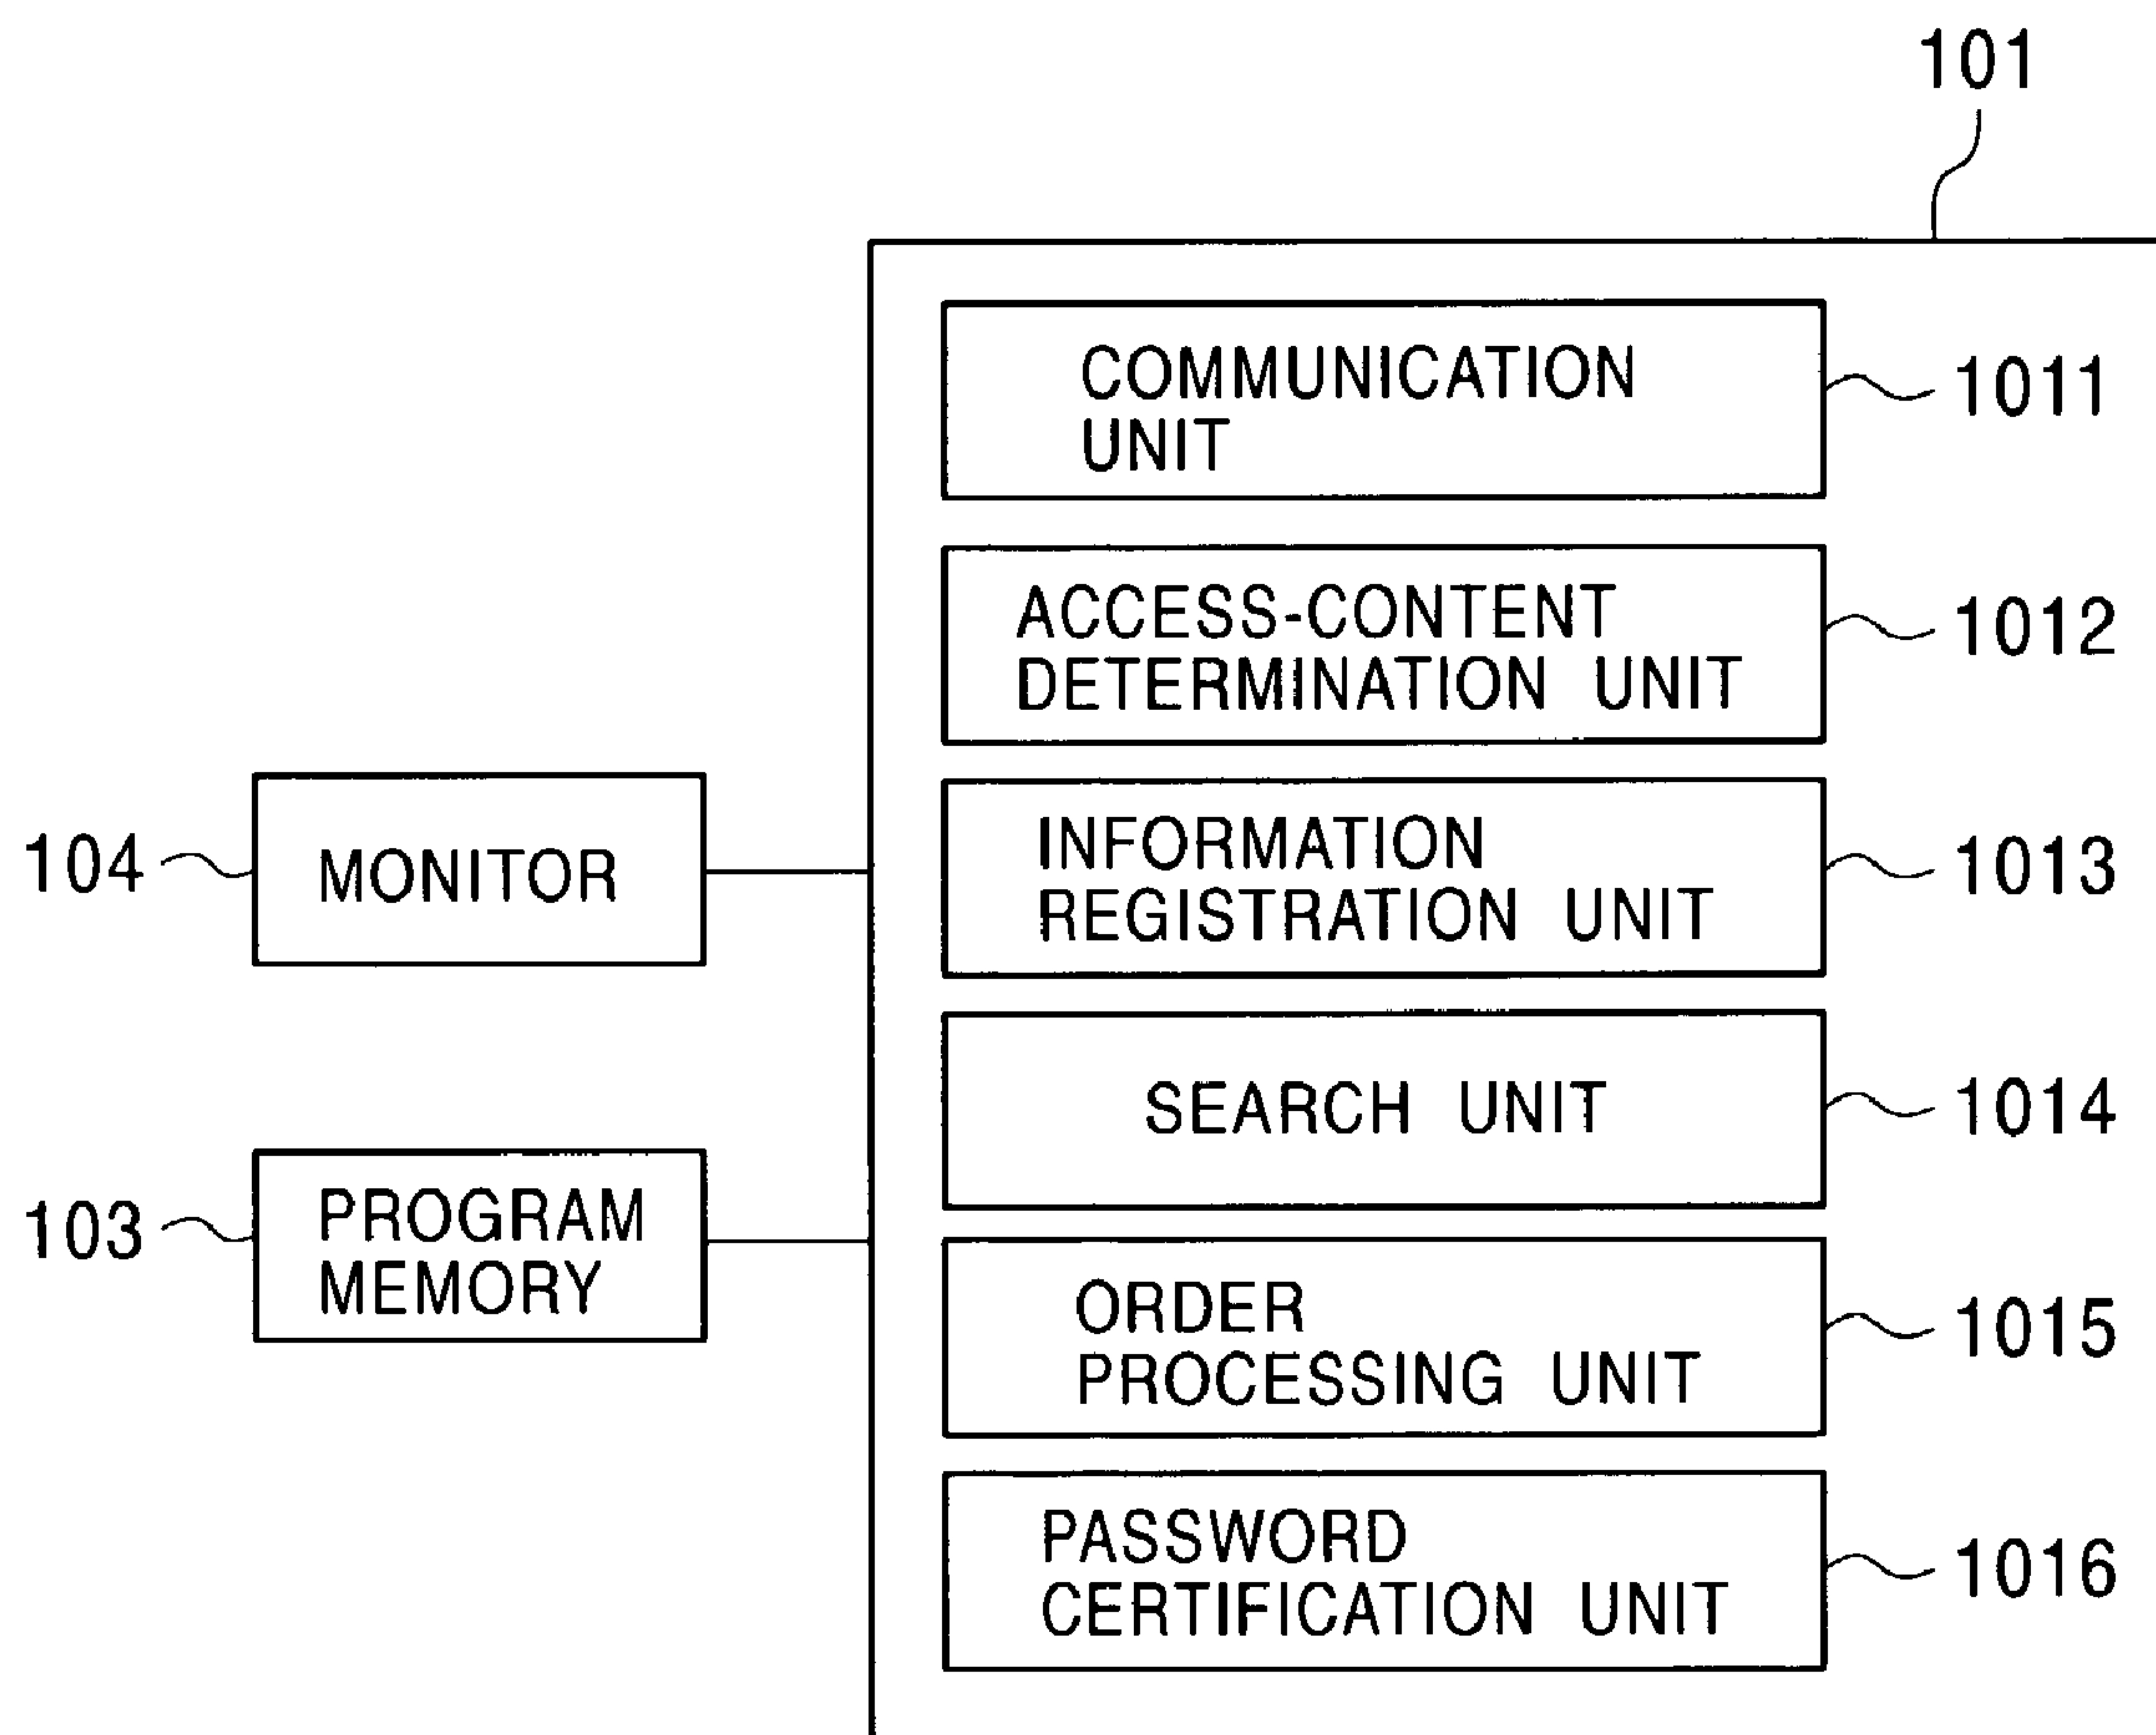 101
COMMUNICATION
UNIT
1011
ACCESS-CONTENT
DETERMINATION UNIT
1012
104
MONITOR
INFORMATION
REGISTRATION UNIT
1013
SEARCH UNIT
1014
103
PROGRAM
MEMORY
ORDER
PROCESSING UNIT
1015
PASSWORD
CERTIFICATION UNIT
1016